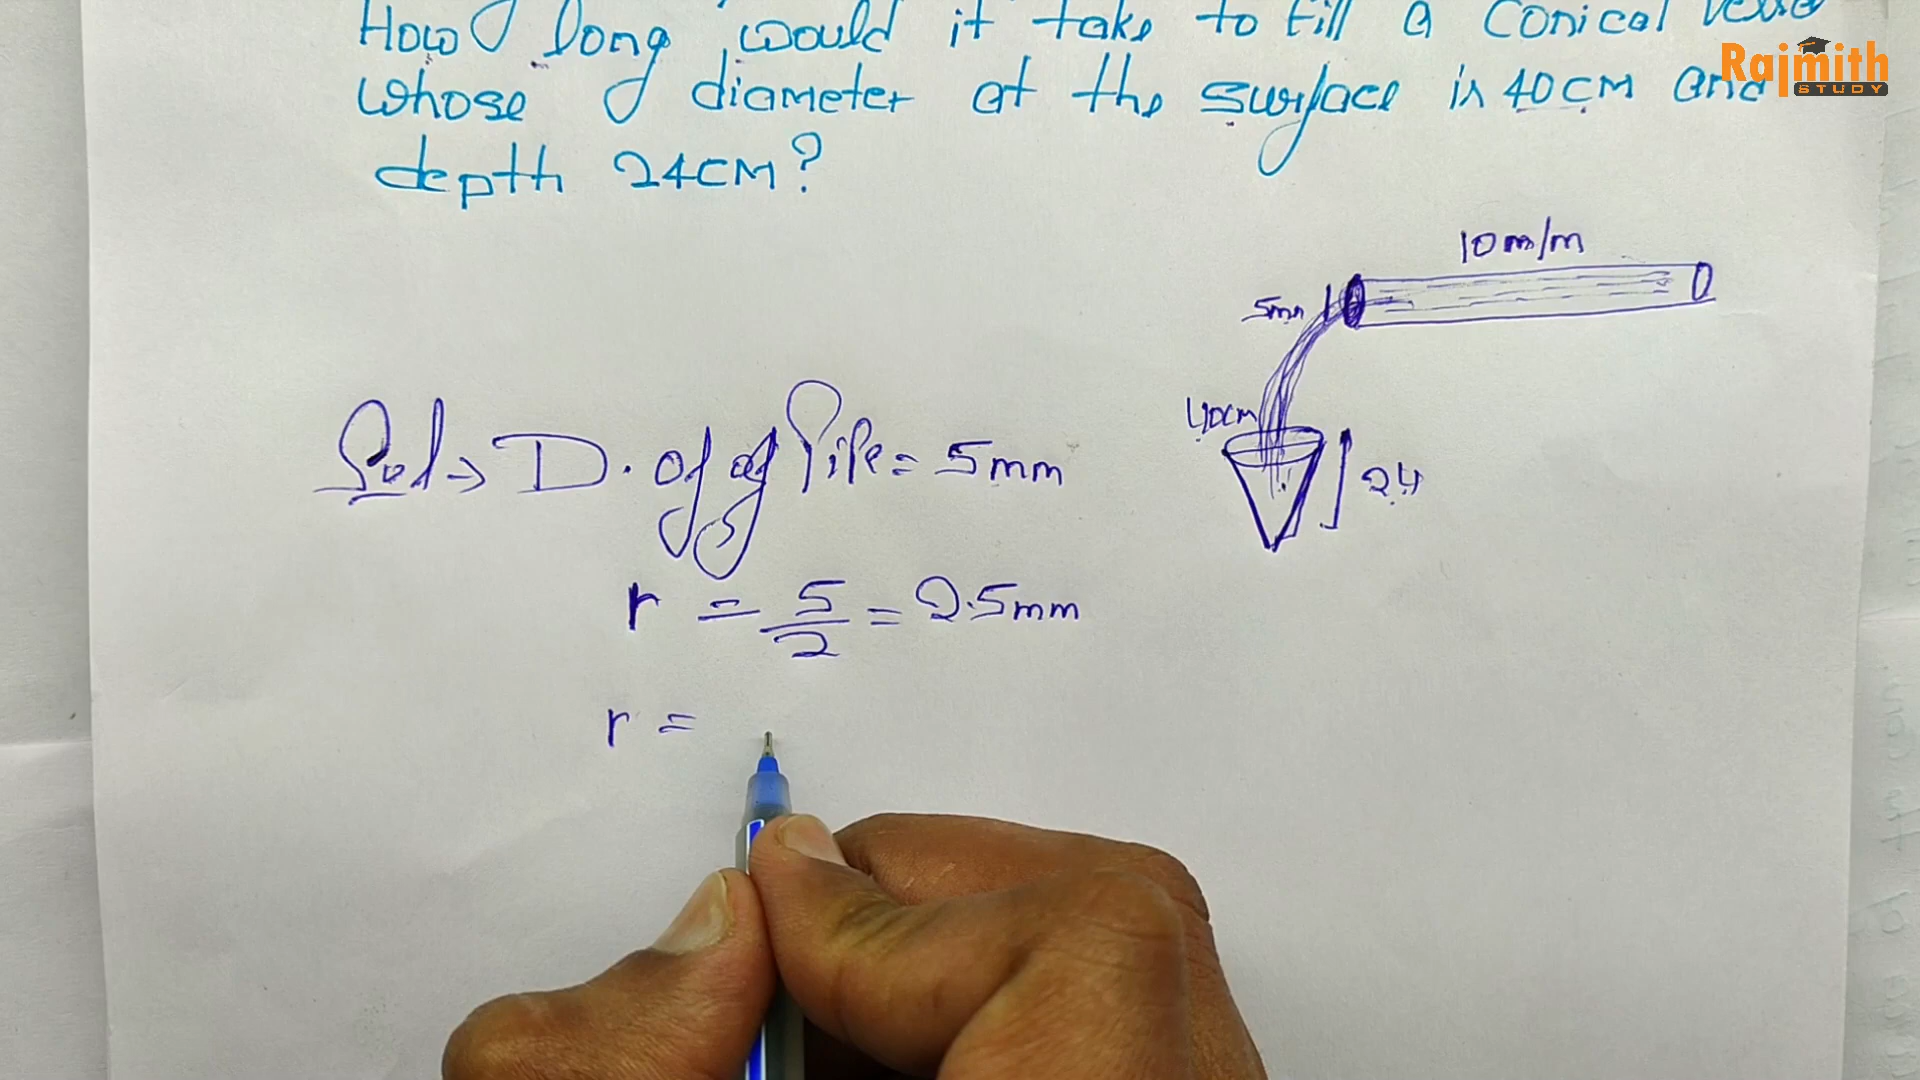 How long would it take to fill a Conical
whose diameter at the surface is 40CM and
depth 24CM?
Rajmith
STUDY
10m/m
5mm
40cm
24
Sol → D. of of Pipe = 5mm
r = 5/2 = 2.5mm
r =